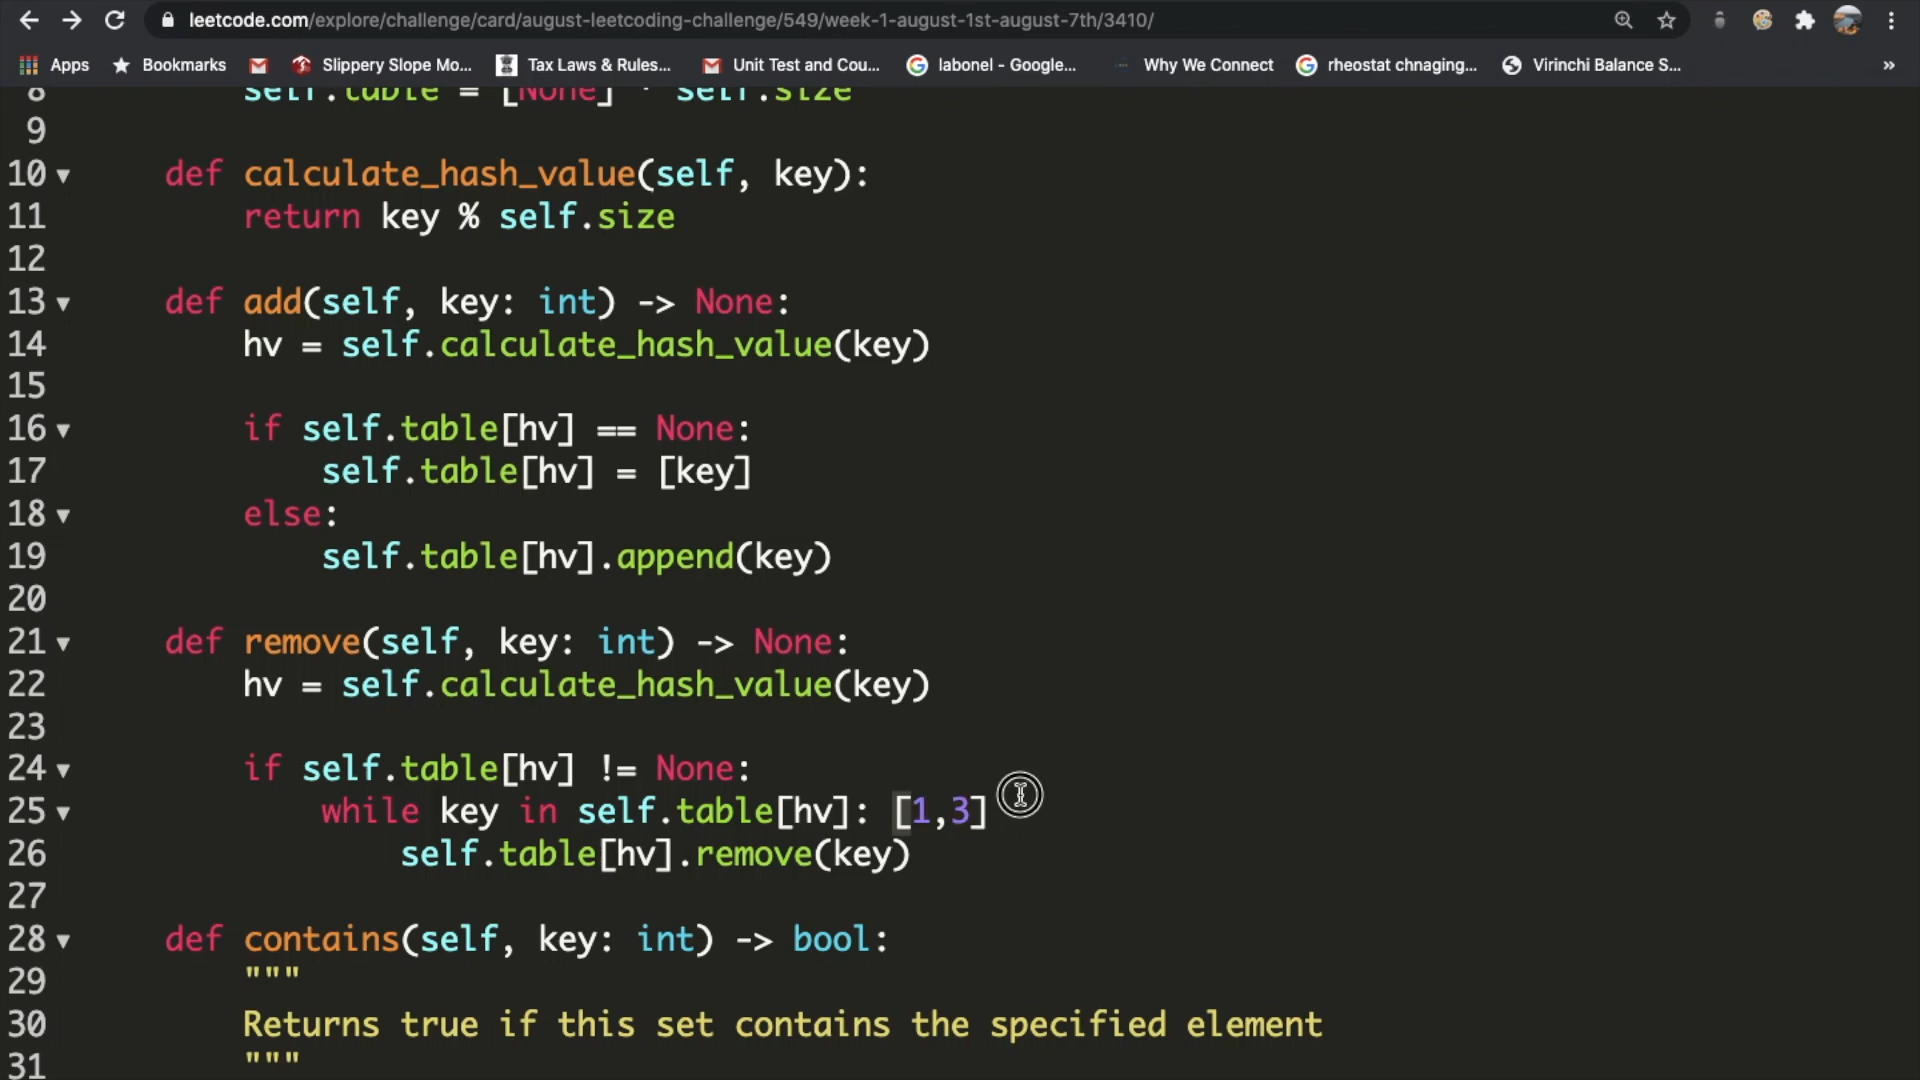 leetcode.com/explore/challenge/card/august-leetcoding-challenge/549/week-1-august-1st-august-7th/3410/
Apps Bookmarks Slippery Slope Mo... Tax Laws & Rules... Unit Test and Cou... labonel - Google... Why We Connect rheostat chnaging... Virinchi Balance S... »
8 self.table = [None] * self.size
9
10 def calculate_hash_value(self, key):
11 return key % self.size
12
13 def add(self, key: int) -> None:
14 hv = self.calculate_hash_value(key)
15
16 if self.table[hv] == None:
17 self.table[hv] = [key]
18 else:
19 self.table[hv].append(key)
20
21 def remove(self, key: int) -> None:
22 hv = self.calculate_hash_value(key)
23
24 if self.table[hv] != None:
25 while key in self.table[hv]: [1,3]
26 self.table[hv].remove(key)
27
28 def contains(self, key: int) -> bool:
29 """
30 Returns true if this set contains the specified element
31 """